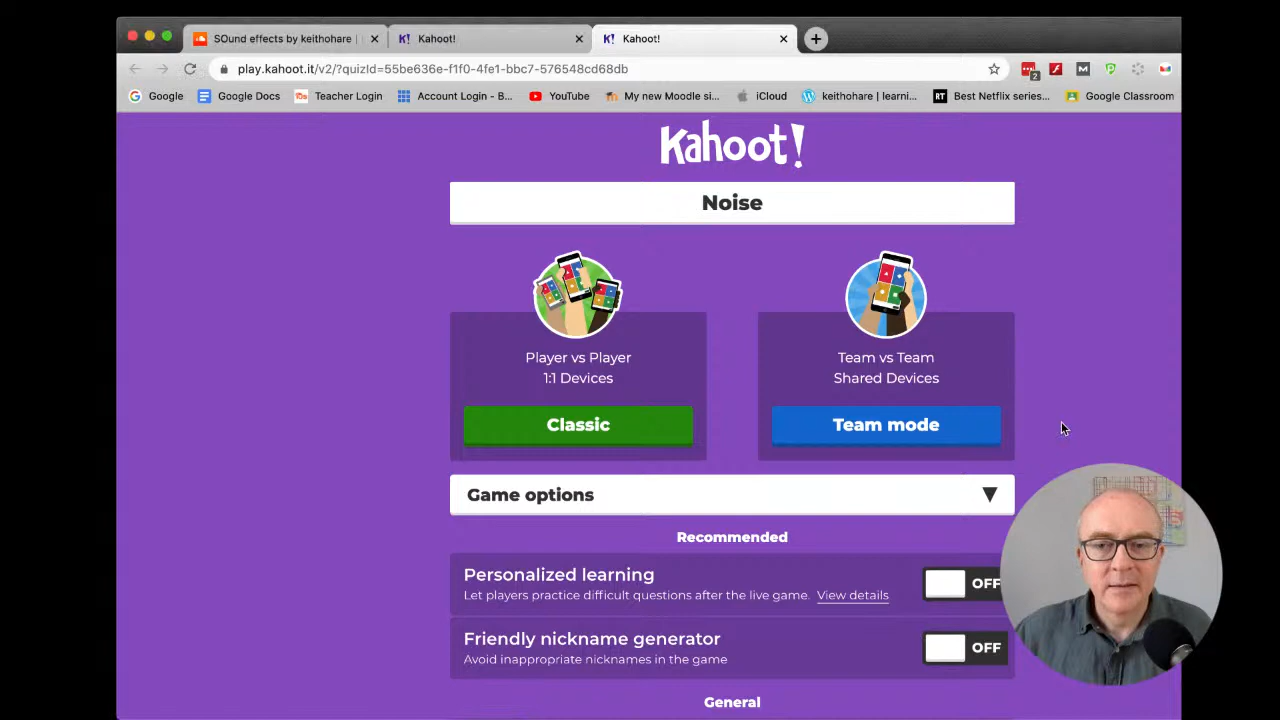 SOund effects by keithohare |
Kahoot!
Kahoot!
play.kahoot.it/v2/?quizId=55be636e-f1f0-4fe1-bbc7-576548cd68db
2
Google
Google Docs
Teacher Login
Account Login - B...
YouTube
My new Moodle si...
iCloud
keithohare | learni...
RT
Best Netflix series...
Google Classroom
Kahoot!
Noise
Player vs Player
1:1 Devices
Classic
Team vs Team
Shared Devices
Team mode
Game options
Recommended
Personalized learning
Let players practice difficult questions after the live game. View details
OFF
Friendly nickname generator
Avoid inappropriate nicknames in the game
OFF
General